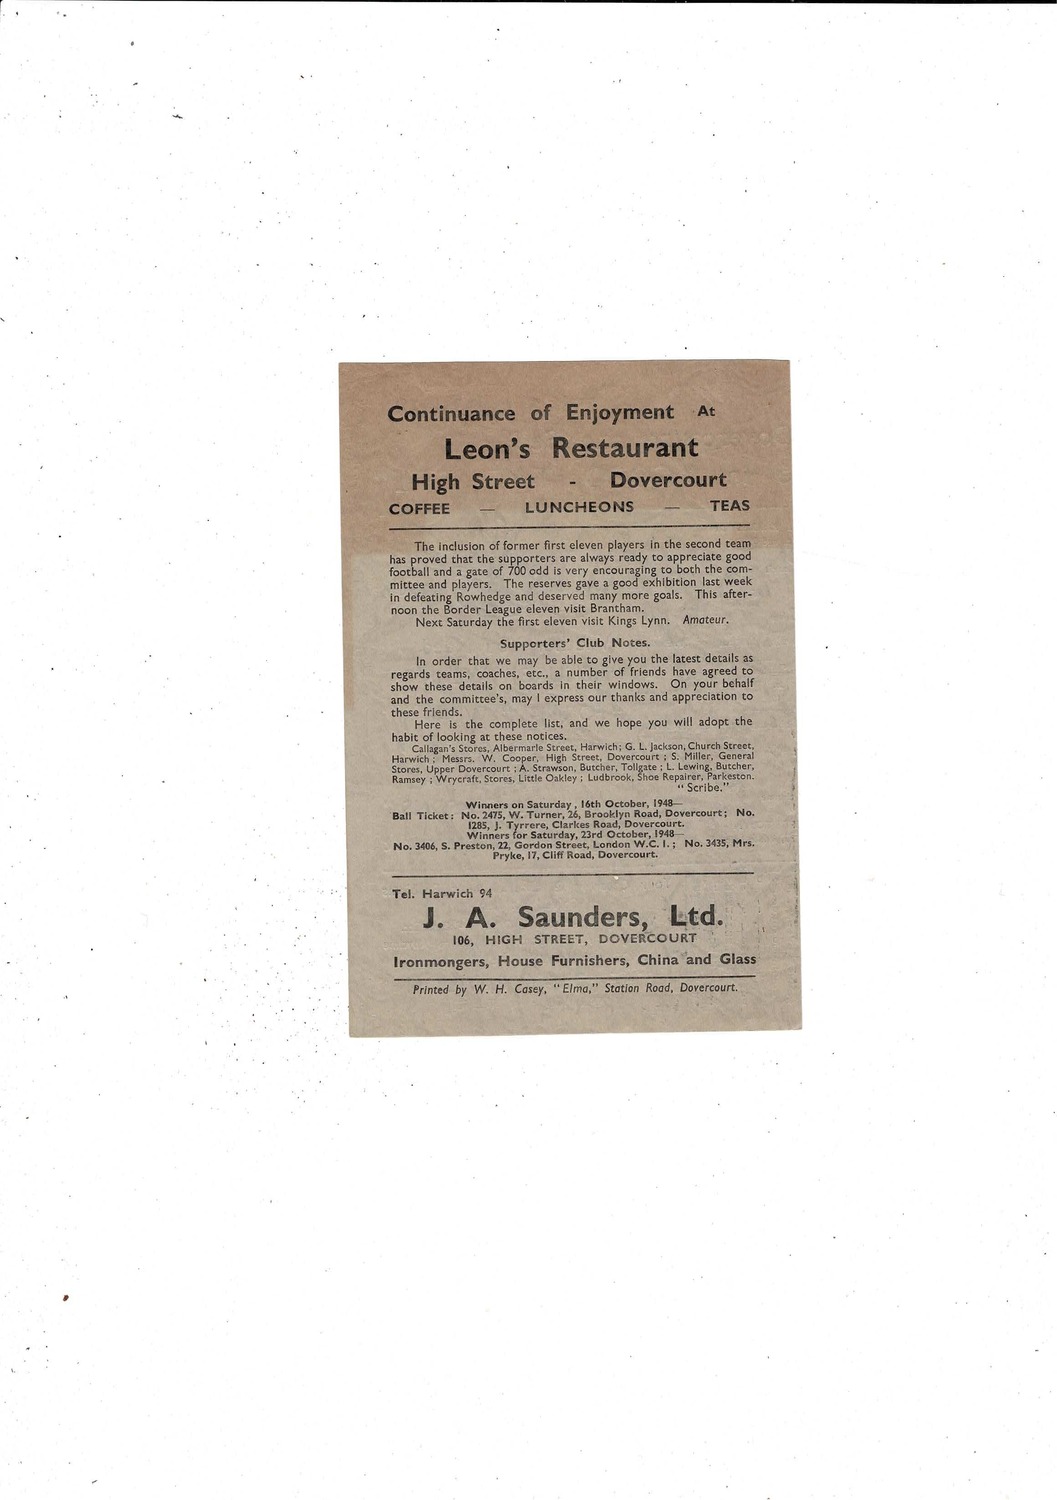 Continuance of Enjoyment At
Leon's Restaurant
High Street - Dovercourt
COFFEE — LUNCHEONS — TEAS
The inclusion of former first eleven players in the second team
has proved that the supporters are always ready to appreciate good
football and a gate of 700 odd is very encouraging to both the com-
mittee and players. The reserves gave a good exhibition last week
in defeating Rowhedge and deserved many more goals. This after-
noon the Border League eleven visit Brantham.
Next Saturday the first eleven visit Kings Lynn. Amateur.
Supporters' Club Notes.
In order that we may be able to give you the latest details as
regards teams, coaches, etc., a number of friends have agreed to
show these details on boards in their windows. On your behalf
and the committee's, may I express our thanks and appreciation to
these friends.
Here is the complete list, and we hope you will adopt the
habit of looking at these notices.
Callagan's Stores, Albermarle Street, Harwich; G. L. Jackson, Church Street,
Harwich ; Messrs. W. Cooper, High Street, Dovercourt ; S. Miller, General
Stores, Upper Dovercourt ; A. Strawson, Butcher, Tollgate ; L. Lewing, Butcher,
Ramsey ; Wrycraft, Stores, Little Oakley ; Ludbrook, Shoe Repairer, Parkeston.
"Scribe."
Winners on Saturday, 16th October, 1948—
Ball Ticket: No. 2475, W. Turner, 26, Brooklyn Road, Dovercourt; No.
1285, J. Tyrrere, Clarkes Road, Dovercourt.
Winners for Saturday, 23rd October, 1948—
No. 3406, S. Preston, 22, Gordon Street, London W.C. 1. ; No. 3435, Mrs.
Pryke, 17, Cliff Road, Dovercourt.
Tel. Harwich 94
J. A. Saunders, Ltd.
106, HIGH STREET, DOVERCOURT
Ironmongers, House Furnishers, China and Glass
Printed by W. H. Casey, "Elma," Station Road, Dovercourt.